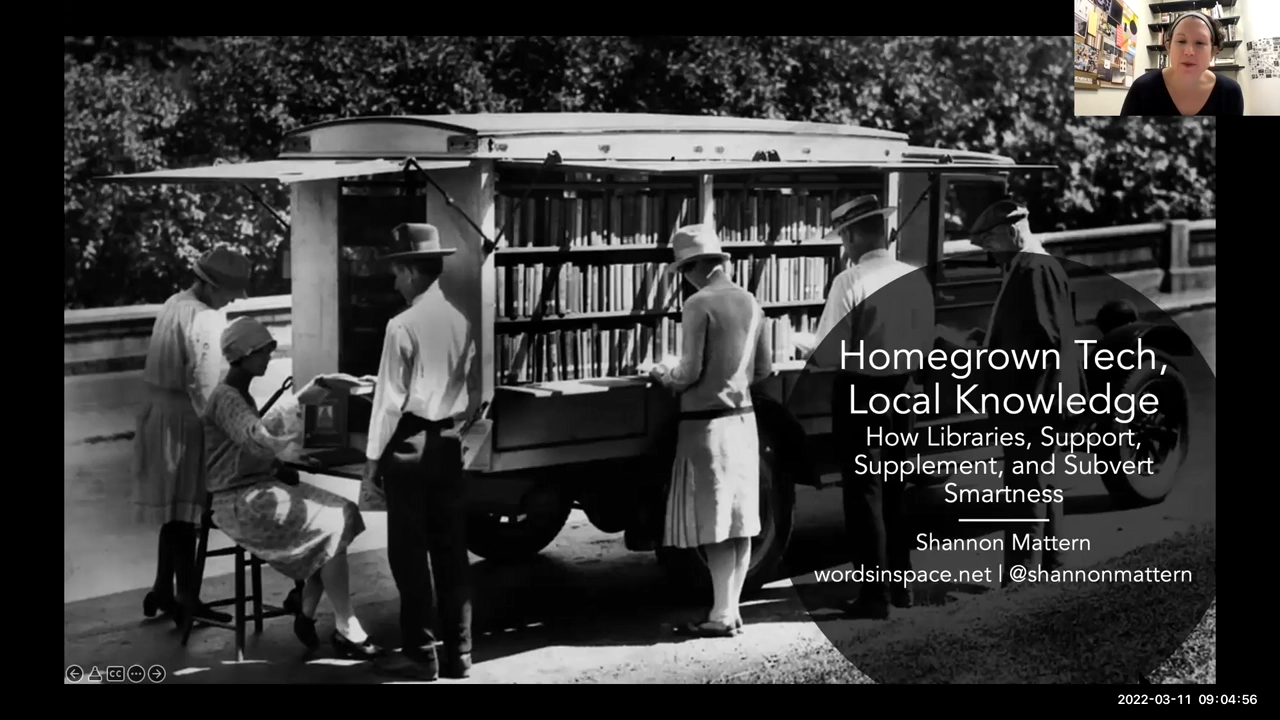 Homegrown Tech,
Local Knowledge
How Libraries, Support,
Supplement, and Subvert
Smartness
Shannon Mattern
wordsinspace.net | @shannonmattern
CC
2022-03-11 09:04:56